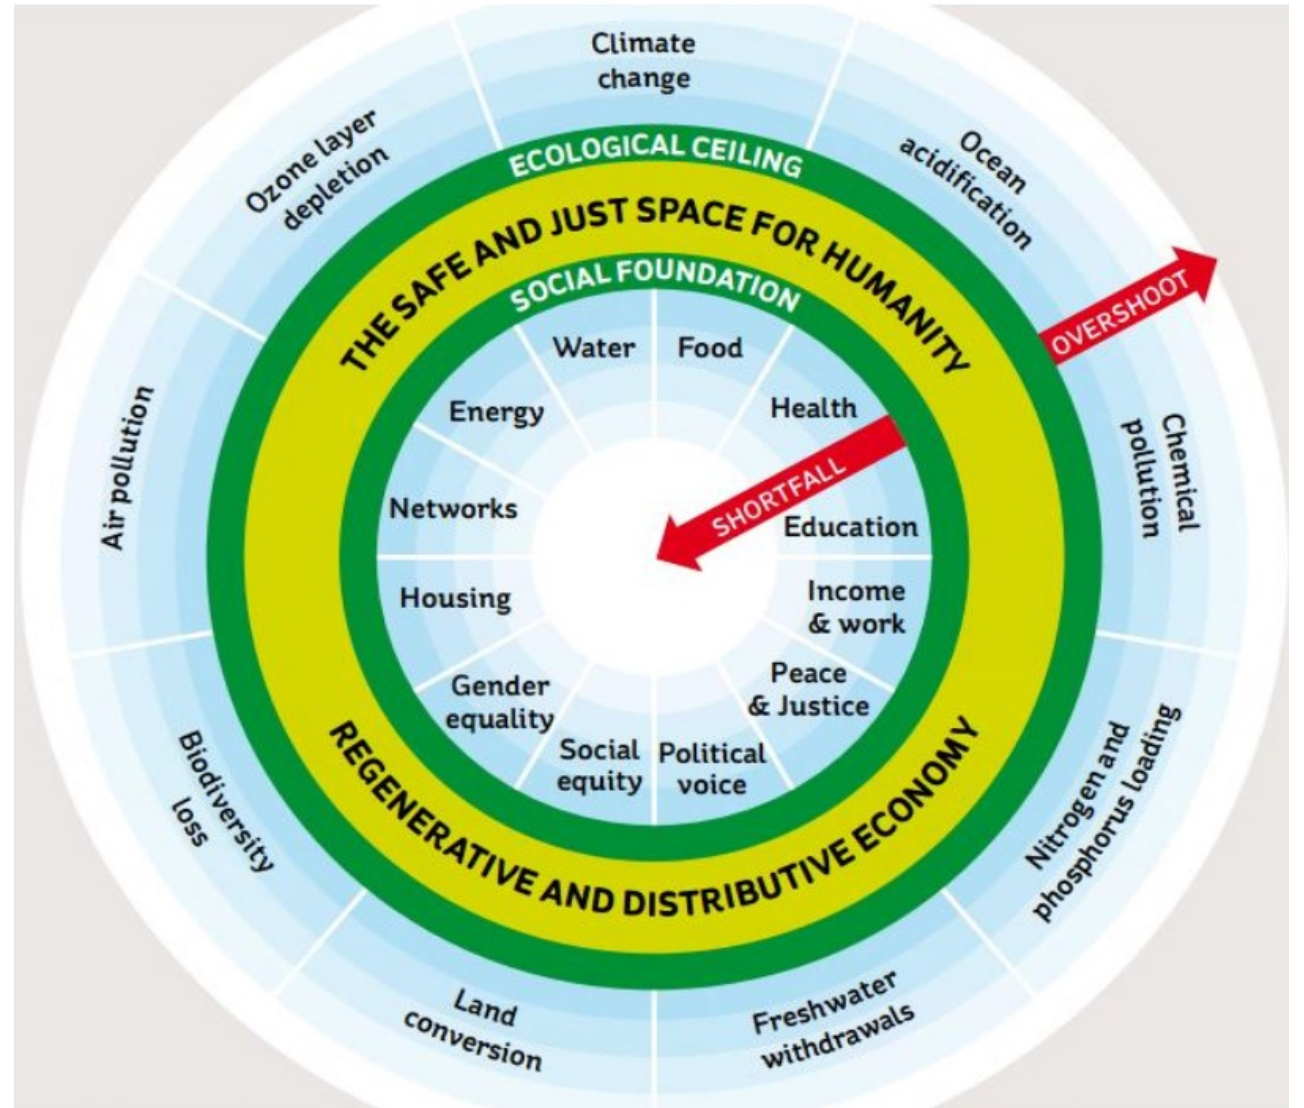 Climate
change
Ocean
acidification
OVERSHOOT
Chemical
pollution
Nitrogen and
phosphorus loading
Freshwater
withdrawals
Land
conversion
Biodiversity
loss
Air pollution
Ozone layer
depletion
ECOLOGICAL CEILING
THE SAFE AND JUST SPACE FOR HUMANITY
REGENERATIVE AND DISTRIBUTIVE ECONOMY
SOCIAL FOUNDATION
Water
Food
Health
SHORTFALL
Education
Income
& work
Peace
& Justice
Political
voice
Social
equity
Gender
equality
Housing
Networks
Energy